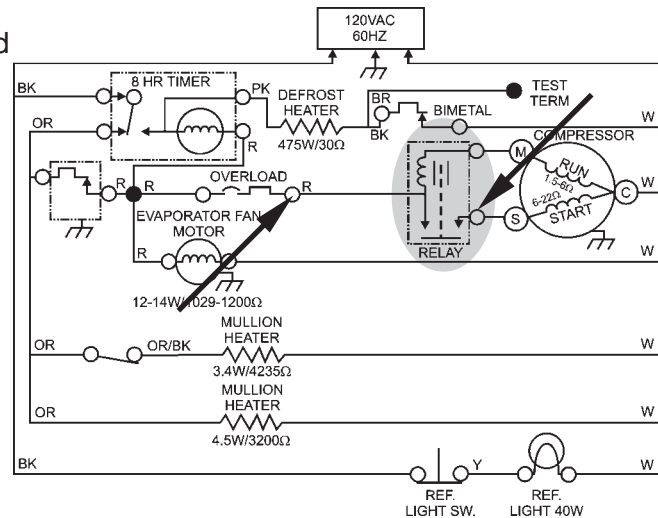 d
120VAC
60HZ
8 HR TIMER
BK
PK
DEFROST
HEATER
475W/30Ω
BR
BK
BIMETAL
TEST
TERM
W
OR
R
COMPRESSOR
M
RUN
1.5-6Ω
6-22Ω
START
S
C
W
R
R
OVERLOAD
R
RELAY
EVAPORATOR FAN
MOTOR
R
W
12-14W/1029-1200Ω
MULLION
HEATER
OR
OR/BK
3.4W/4235Ω
W
MULLION
HEATER
OR
4.5W/3200Ω
W
BK
Y
W
REF.
LIGHT SW.
REF.
LIGHT 40W